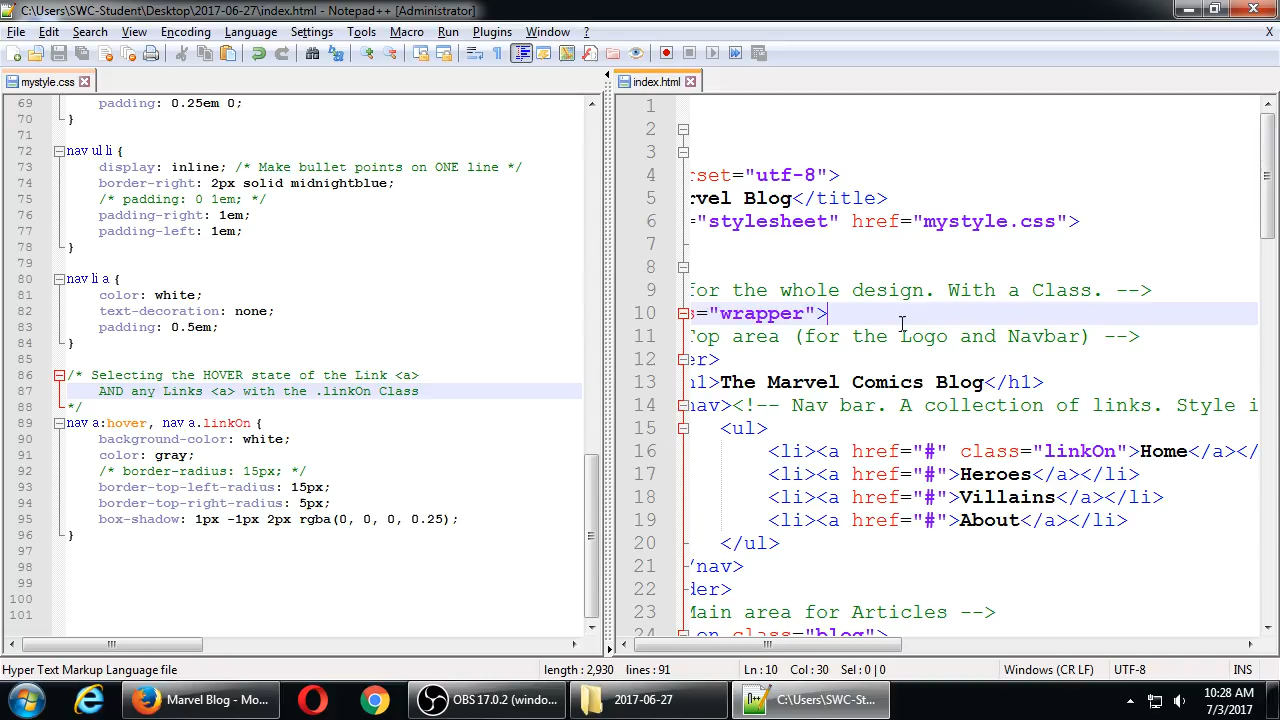 C:\Users\SWC-Student\Desktop\2017-06-27\index.html - Notepad++ [Administrator]
File Edit Search View Encoding Language Settings Tools Macro Run Plugins Window ? X
mystyle.css
69 padding: 0.25em 0;
70 }
71
72 nav ul li {
73 display: inline; /* Make bullet points on ONE line */
74 border-right: 2px solid midnightblue;
75 /* padding: 0 1em; */
76 padding-right: 1em;
77 padding-left: 1em;
78 }
79
80 nav li a {
81 color: white;
82 text-decoration: none;
83 padding: 0.5em;
84 }
85
86 /* Selecting the HOVER state of the Link <a>
87 AND any Links <a> with the .linkOn Class
88 */
89 nav a:hover, nav a.linkOn {
90 background-color: white;
91 color: gray;
92 /* border-radius: 15px; */
93 border-top-left-radius: 15px;
94 border-top-right-radius: 5px;
95 box-shadow: 1px -1px 2px rgba(0, 0, 0, 0.25);
96 }
97
98
99
100
101
index.html
1
2
3
4 rset="utf-8">
5 rvel Blog</title>
6 ="stylesheet" href="mystyle.css">
7
8
9 for the whole design. With a Class. -->
10 s="wrapper">
11 Top area (for the Logo and Navbar) -->
12 er>
13 h1>The Marvel Comics Blog</h1>
14 nav><!-- Nav bar. A collection of links. Style i
15 <ul>
16 <li><a href="#" class="linkOn">Home</a></
17 <li><a href="#">Heroes</a></li>
18 <li><a href="#">Villains</a></li>
19 <li><a href="#">About</a></li>
20 </ul>
21 /nav>
22 der>
23 Main area for Articles -->
24 on class="blog">
Hyper Text Markup Language file length : 2,930 lines : 91 Ln : 10 Col : 30 Sel : 0 | 0 Windows (CR LF) UTF-8 INS
Marvel Blog - Mo... OBS 17.0.2 (windo... 2017-06-27 C:\Users\SWC-St... 10:28 AM
7/3/2017